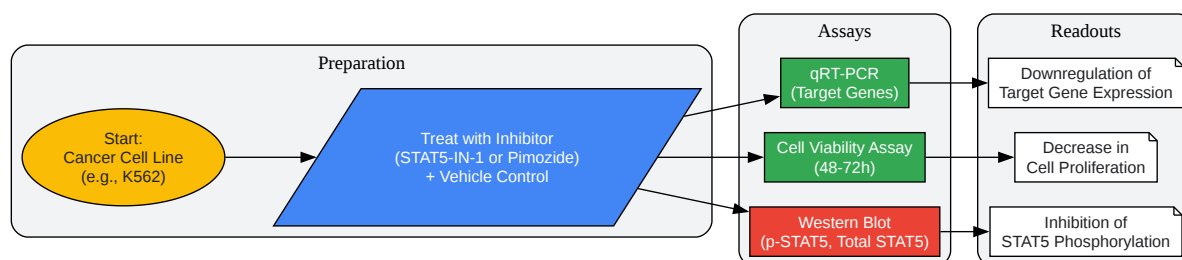 Preparation
Start:
Cancer Cell Line
(e.g., K562)
Treat with Inhibitor
(STAT5-IN-1 or Pimozide)
+ Vehicle Control
Assays
qRT-PCR
(Target Genes)
Cell Viability Assay
(48-72h)
Western Blot
(p-STAT5, Total STAT5)
Readouts
Downregulation of
Target Gene Expression
Decrease in
Cell Proliferation
Inhibition of
STAT5 Phosphorylation